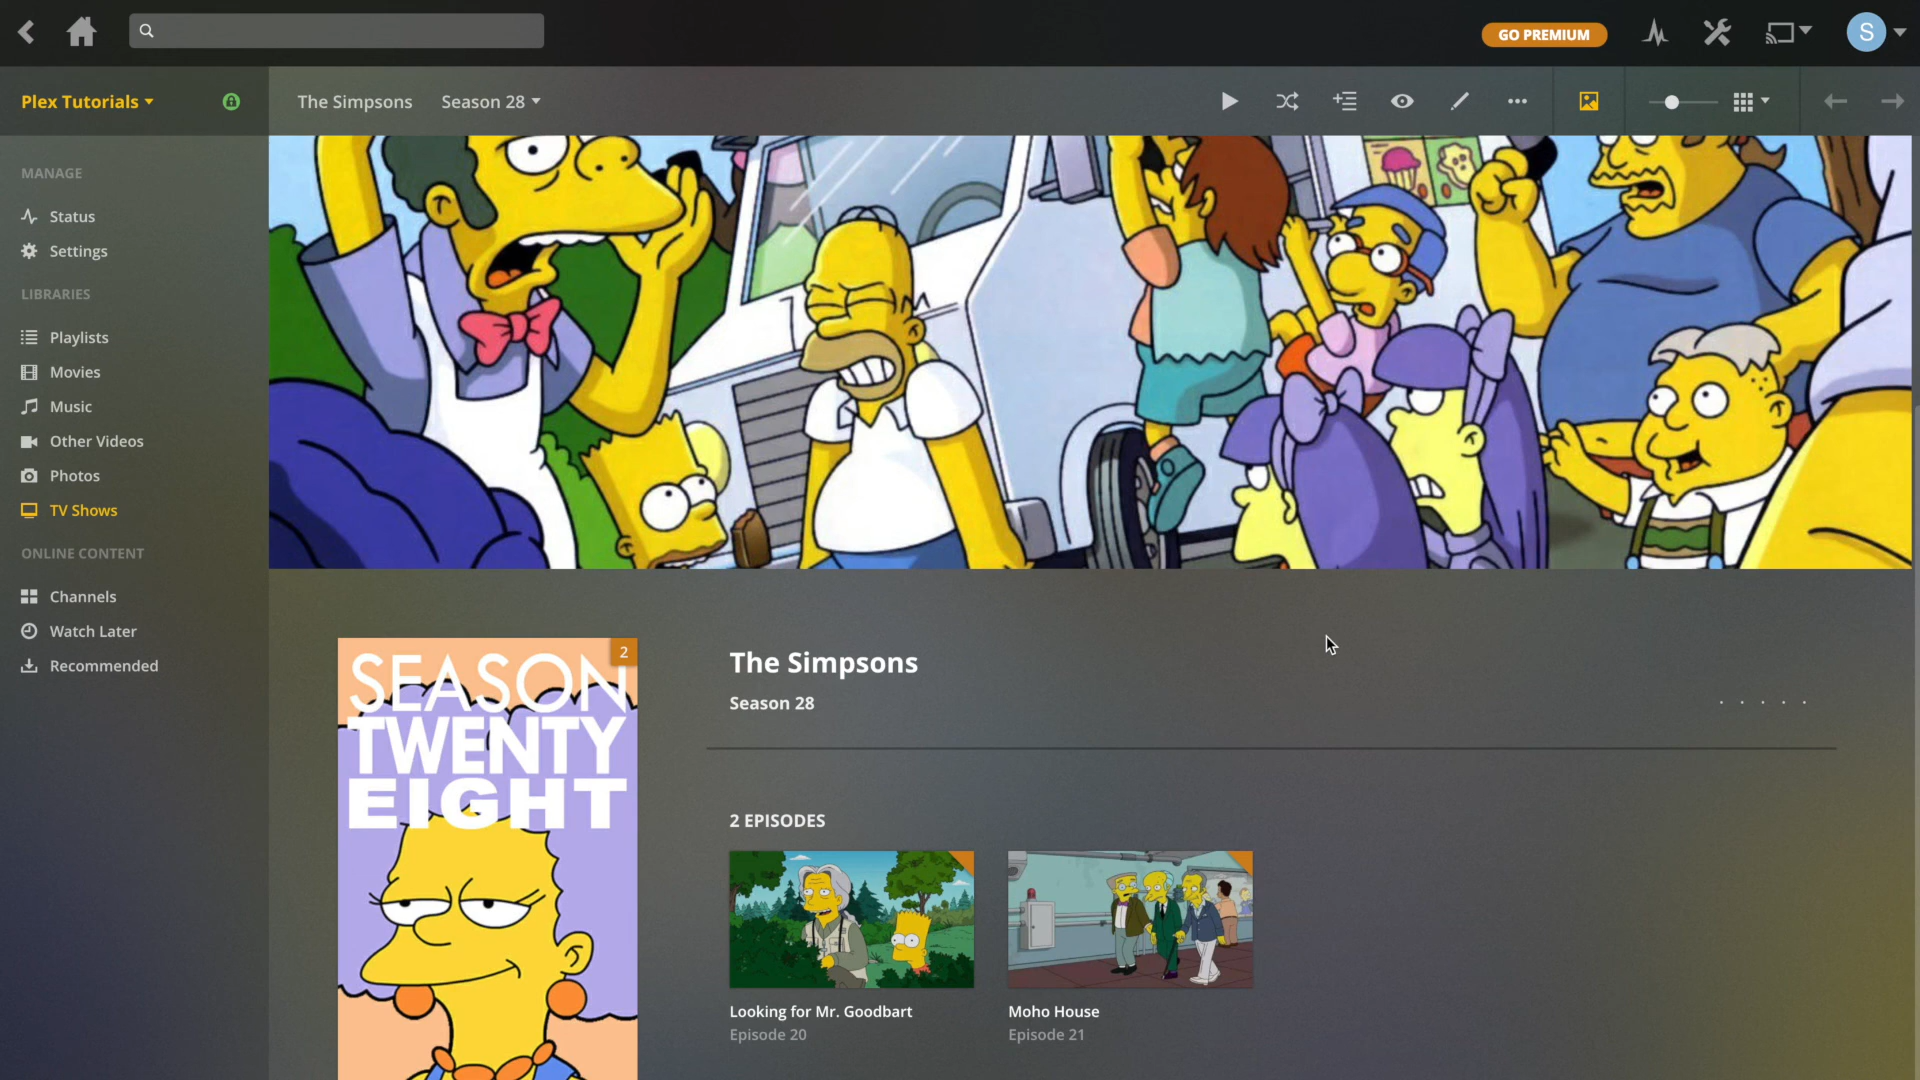 GO PREMIUM
S
Plex Tutorials
The Simpsons
Season 28
MANAGE
Status
Settings
LIBRARIES
Playlists
Movies
Music
Other Videos
Photos
TV Shows
ONLINE CONTENT
Channels
Watch Later
Recommended
2
SEASON
TWENTY
EIGHT
The Simpsons
Season 28
2 EPISODES
Looking for Mr. Goodbart
Episode 20
Moho House
Episode 21